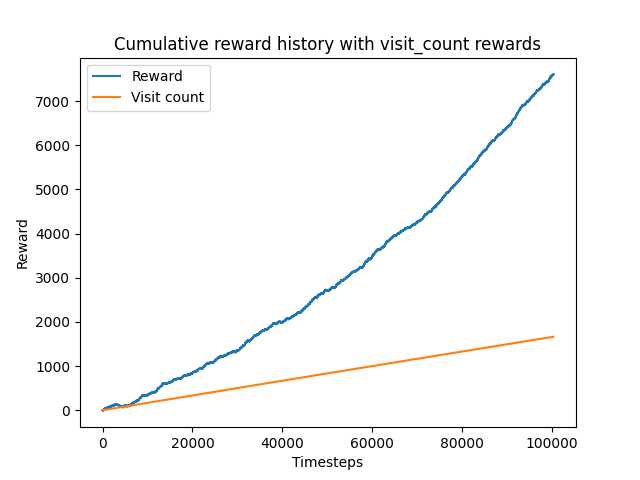 Cumulative reward history with visit_count rewards
Reward
Visit count
7000
6000
5000
4000
3000
2000
1000
0
Reward
0 20000 40000 60000 80000 100000
Timesteps